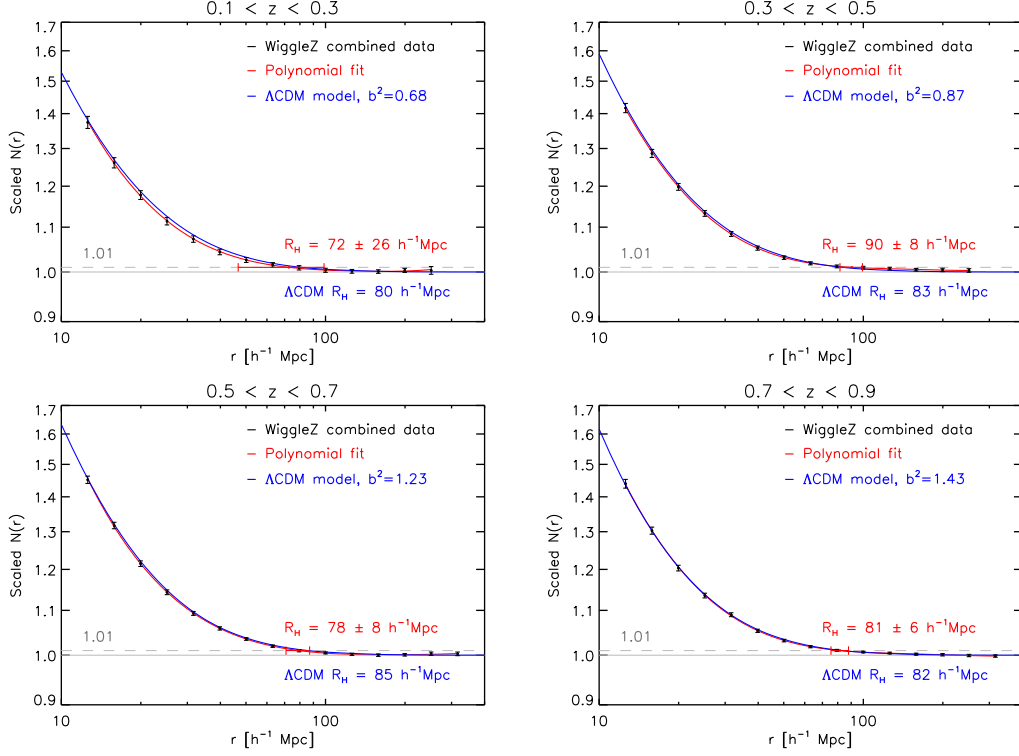 0.1 < z < 0.3
1.7
1.6
1.5
1.4
1.3
1.2
1.1
1.0
0.9
Scaled N(r)
WiggleZ combined data
Polynomial fit
ΛCDM model, b²=0.68
R_H = 72 ± 26 h⁻¹Mpc
1.01
ΛCDM R_H = 80 h⁻¹Mpc
10 100
r [h⁻¹ Mpc]
0.3 < z < 0.5
1.7
1.6
1.5
1.4
1.3
1.2
1.1
1.0
0.9
Scaled N(r)
WiggleZ combined data
Polynomial fit
ΛCDM model, b²=0.87
R_H = 90 ± 8 h⁻¹Mpc
1.01
ΛCDM R_H = 83 h⁻¹Mpc
10 100
r [h⁻¹ Mpc]
0.5 < z < 0.7
1.7
1.6
1.5
1.4
1.3
1.2
1.1
1.0
0.9
Scaled N(r)
WiggleZ combined data
Polynomial fit
ΛCDM model, b²=1.23
R_H = 78 ± 8 h⁻¹Mpc
1.01
ΛCDM R_H = 85 h⁻¹Mpc
10 100
r [h⁻¹ Mpc]
0.7 < z < 0.9
1.7
1.6
1.5
1.4
1.3
1.2
1.1
1.0
0.9
Scaled N(r)
WiggleZ combined data
Polynomial fit
ΛCDM model, b²=1.43
R_H = 81 ± 6 h⁻¹Mpc
1.01
ΛCDM R_H = 82 h⁻¹Mpc
10 100
r [h⁻¹ Mpc]